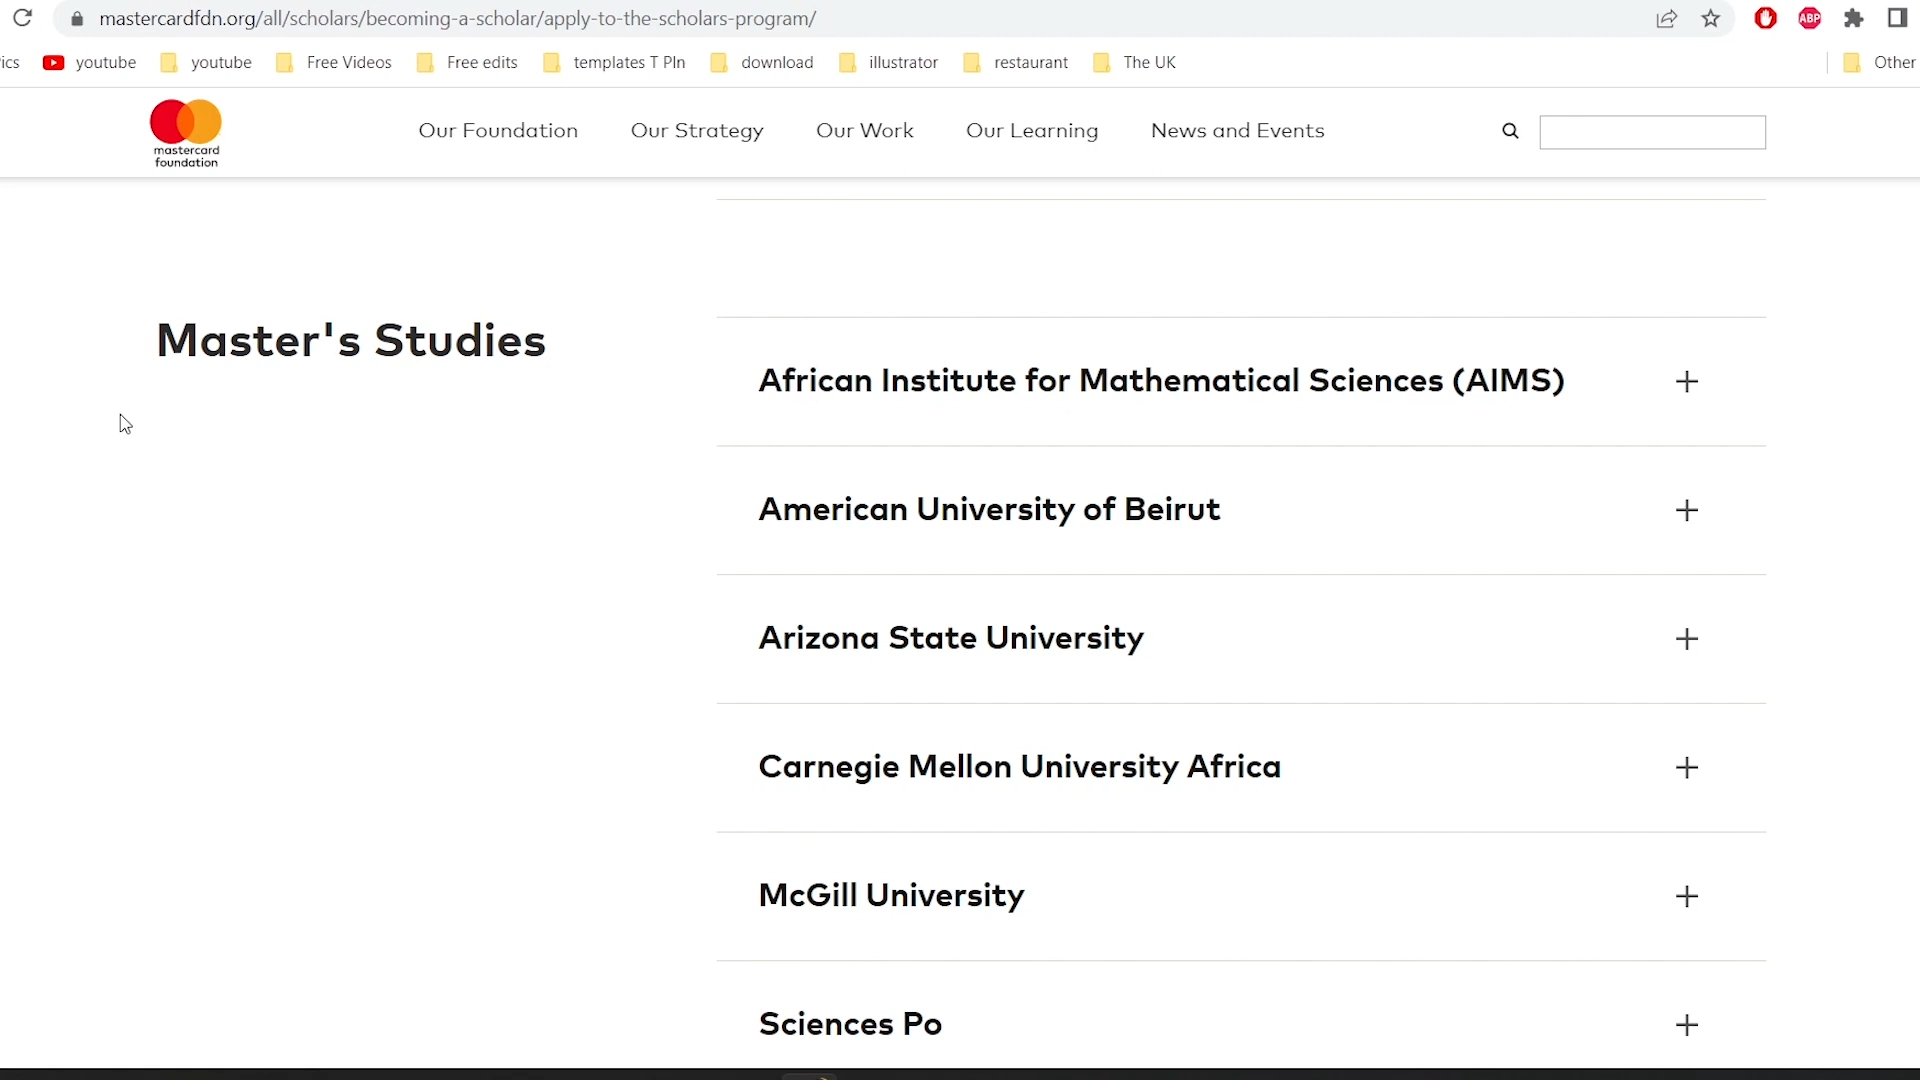 mastercardfdn.org/all/scholars/becoming-a-scholar/apply-to-the-scholars-program/
ABP
ics youtube youtube Free Videos Free edits templates T Pln download illustrator restaurant The UK Other
mastercard
foundation
Our Foundation Our Strategy Our Work Our Learning News and Events
Master's Studies
African Institute for Mathematical Sciences (AIMS)
American University of Beirut
Arizona State University
Carnegie Mellon University Africa
McGill University
Sciences Po